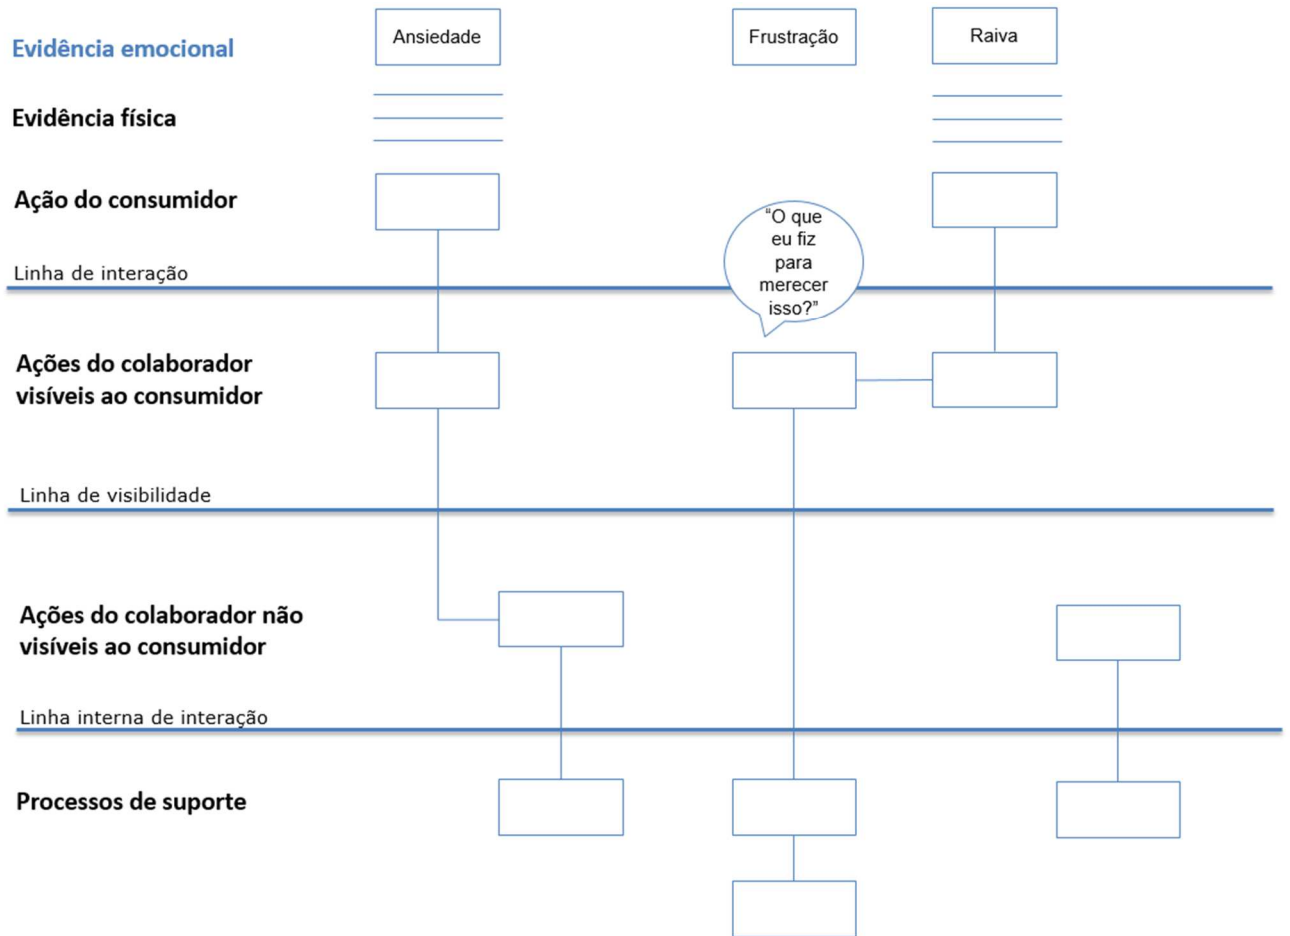 Evidência emocional
Ansiedade
Frustração
Raiva
Evidência física
Ação do consumidor
“O que
eu fiz
para
merecer
isso?”
Linha de interação
Ações do colaborador
visíveis ao consumidor
Linha de visibilidade
Ações do colaborador não
visíveis ao consumidor
Linha interna de interação
Processos de suporte